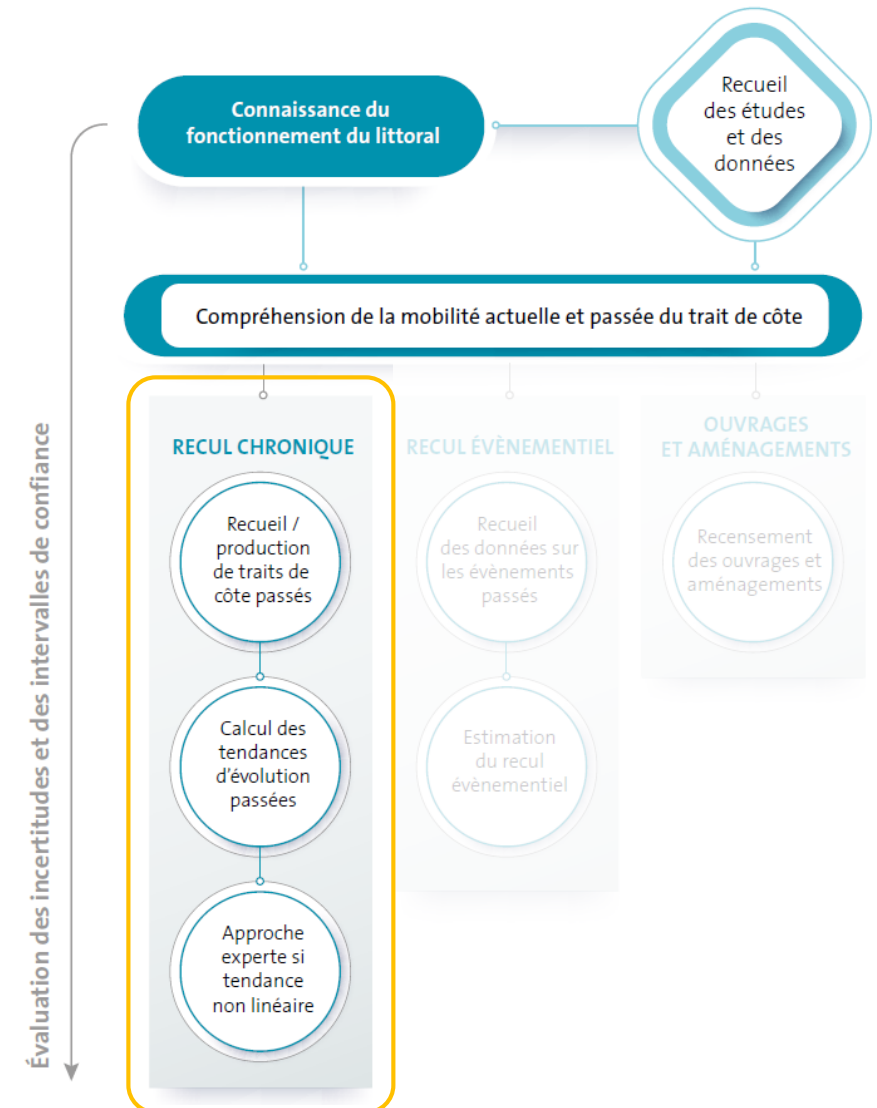 Connaissance du
fonctionnement du littoral
Recueil
des études
et des
données
Compréhension de la mobilité actuelle et passée du trait de côte
RECUL CHRONIQUE
Recueil /
production
de traits de
côte passés
Calcul des
tendances
d'évolution
passées
Approche
experte si
tendance
non linéaire
RECUL ÉVÈNEMENTIEL
Recueil
des données sur
les évènements
passés
Estimation
du recul
évènementiel
OUVRAGES
ET AMÉNAGEMENTS
Recensement
des ouvrages et
aménagements
Évaluation des incertitudes et des intervalles de confiance